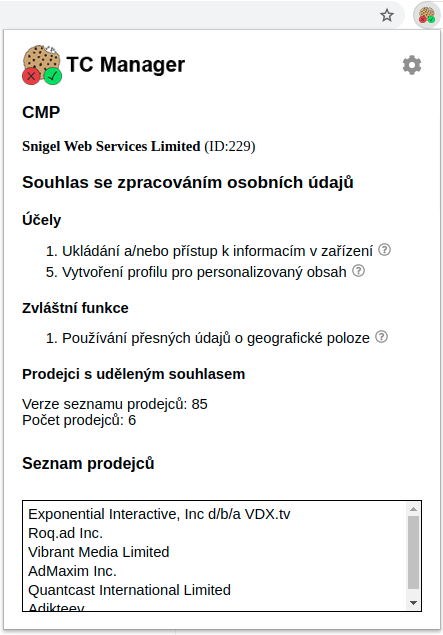 TC Manager
CMP
Snigel Web Services Limited (ID:229)
Souhlas se zpracováním osobních údajů
Účely
1. Ukládání a/nebo přístup k informacím v zařízení
5. Vytvoření profilu pro personalizovaný obsah
Zvláštní funkce
1. Používání přesných údajů o geografické poloze
Prodejci s uděleným souhlasem
Verze seznamu prodejců: 85
Počet prodejců: 6
Seznam prodejců
Exponential Interactive, Inc d/b/a VDX.tv
Roq.ad Inc.
Vibrant Media Limited
AdMaxim Inc.
Quantcast International Limited
Adikteev